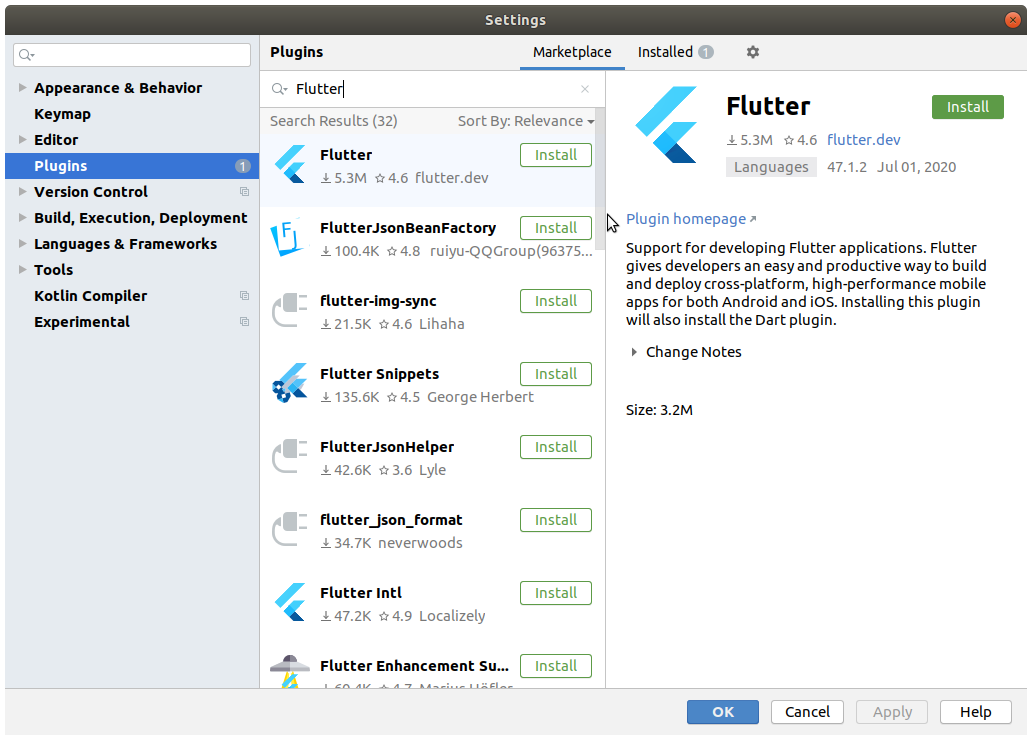 Settings
Plugins
Marketplace
Installed 1
Appearance & Behavior
Keymap
Editor
Plugins 1
Version Control
Build, Execution, Deployment
Languages & Frameworks
Tools
Kotlin Compiler
Experimental
Flutter
Search Results (32) Sort By: Relevance
Flutter Install
5.3M 4.6 flutter.dev
FJ
FlutterJsonBeanFactory Install
100.4K 4.8 ruiyu-QQGroup(96375...
flutter-img-sync Install
21.5K 4.6 Lihaha
Flutter Snippets Install
135.6K 4.5 George Herbert
FlutterJsonHelper Install
42.6K 3.6 Lyle
flutter_json_format Install
34.7K neverwoods
Flutter Intl Install
47.2K 4.9 Localizely
Flutter Enhancement Su... Install
Flutter Install
5.3M 4.6 flutter.dev
Languages 47.1.2 Jul 01, 2020
Plugin homepage
Support for developing Flutter applications. Flutter
gives developers an easy and productive way to build
and deploy cross-platform, high-performance mobile
apps for both Android and iOS. Installing this plugin
will also install the Dart plugin.
Change Notes
Size: 3.2M
OK Cancel Apply Help